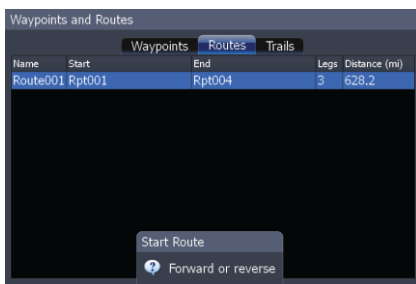 Waypoints and Routes
Waypoints Routes Trails
Name Start End Legs Distance (mi)
Route001 Rpt001 Rpt004 3 628.2
Start Route
Forward or reverse